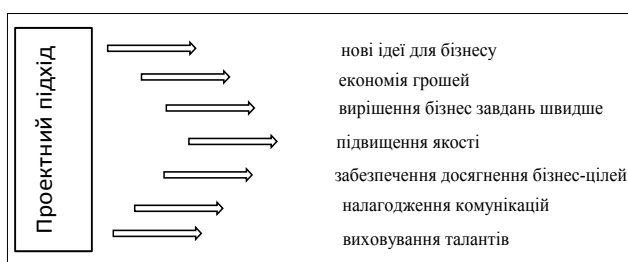 Проектний підхід
нові ідеї для бізнесу
економія грошей
вирішення бізнес завдань швидше
підвищення якості
забезпечення досягнення бізнес-цілей
налагодження комунікацій
виховування талантів